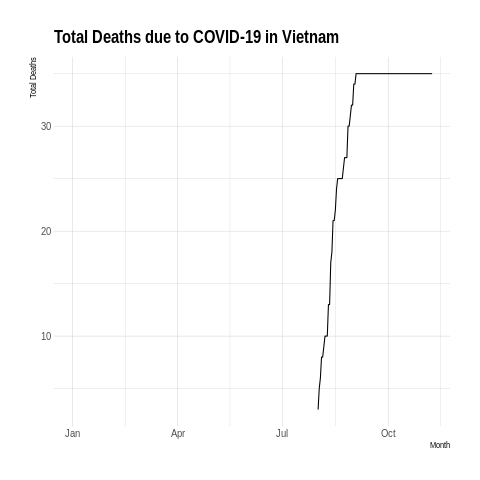 Total Deaths due to COVID-19 in Vietnam
Total Deaths
30
20
10
Jan Apr Jul Oct
Month